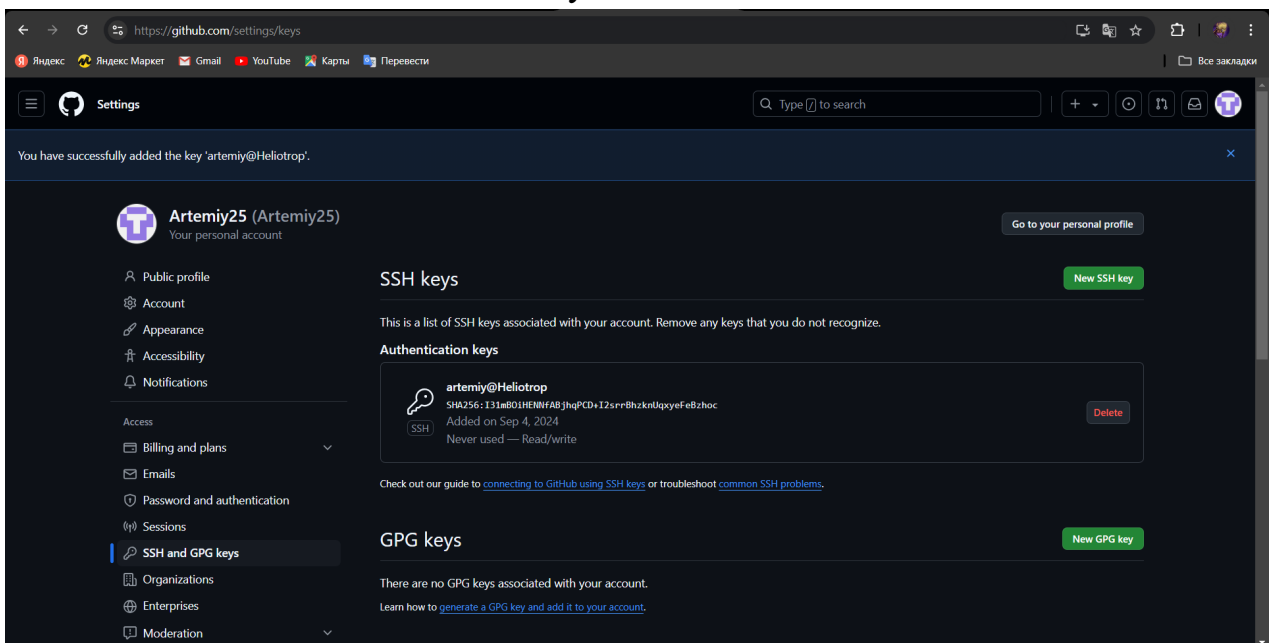 https://github.com/settings/keys
Яндекс Яндекс Маркет Gmail YouTube Карты Перевести Все закладки
Settings Type / to search
You have successfully added the key 'artemiy@Heliotrop'.
Artemiy25 (Artemiy25)
Your personal account
Go to your personal profile
Public profile
Account
Appearance
Accessibility
Notifications
Access
Billing and plans
Emails
Password and authentication
Sessions
SSH and GPG keys
Organizations
Enterprises
Moderation
SSH keys
New SSH key
This is a list of SSH keys associated with your account. Remove any keys that you do not recognize.
Authentication keys
artemiy@Heliotrop
SHA256:I31mBOiHENNfABjhqPCD+I2srrBhzknUqxyeFeBzhoc
SSH
Added on Sep 4, 2024
Never used — Read/write
Delete
Check out our guide to connecting to GitHub using SSH keys or troubleshoot common SSH problems.
GPG keys
New GPG key
There are no GPG keys associated with your account.
Learn how to generate a GPG key and add it to your account.